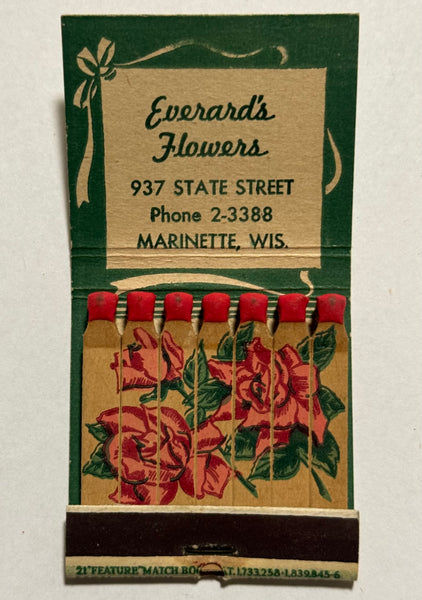 Everard's
Flowers
937 STATE STREET
Phone 2-3388
MARINETTE, WIS.
21 "FEATURE" MATCH BOOK PAT. 1,733,258-1,839,845-6